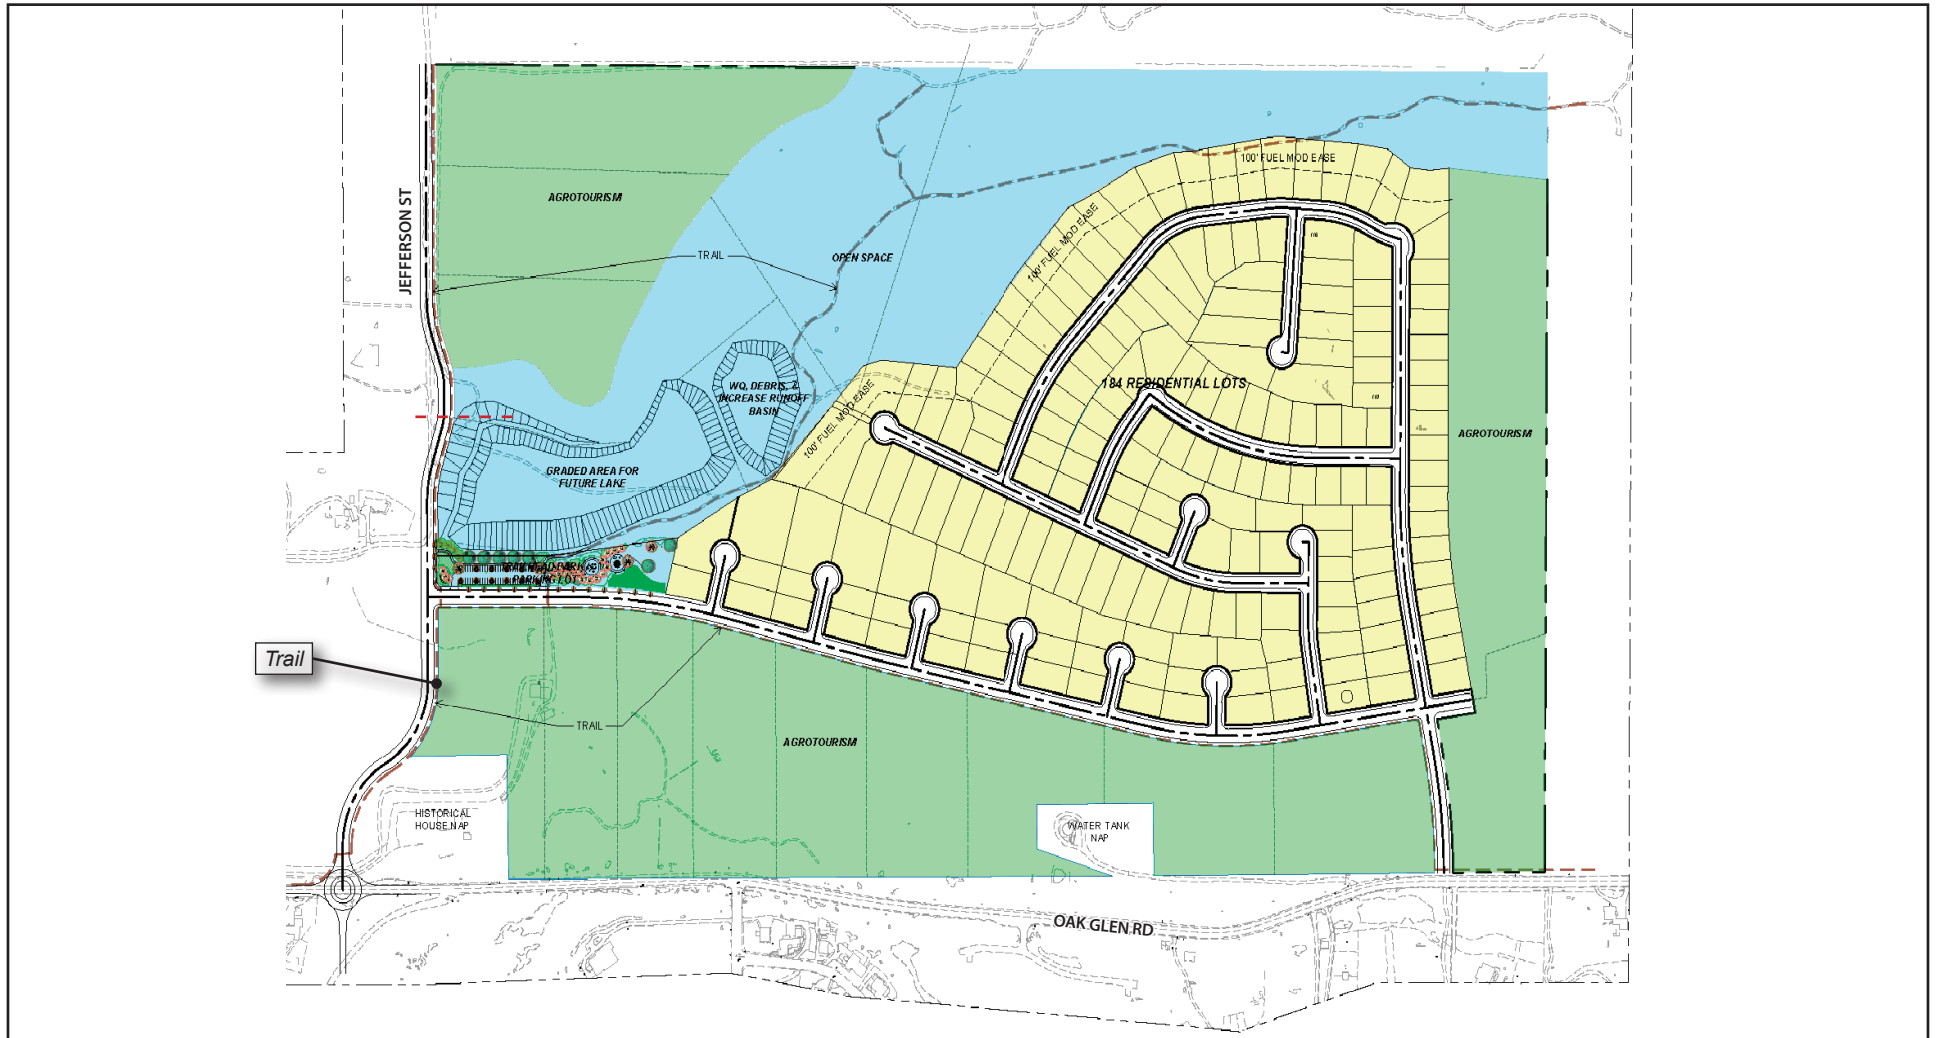 100' FUEL MOD EASE
AGROTOURISM
JEFFERSON ST
100' FUEL MOD EASE
TRAIL
OPEN SPACE
184 RESIDENTIAL LOTS
WQ, DEBRIS, &
INCREASE RUNOFF
BASIN
100' FUEL MOD EASE
AGROTOURISM
GRADED AREA FOR
FUTURE LAKE
PARKING LOT
Trail
TRAIL
AGROTOURISM
HISTORICAL
HOUSE NAP
WATER TANK
NAP
OAK GLEN RD